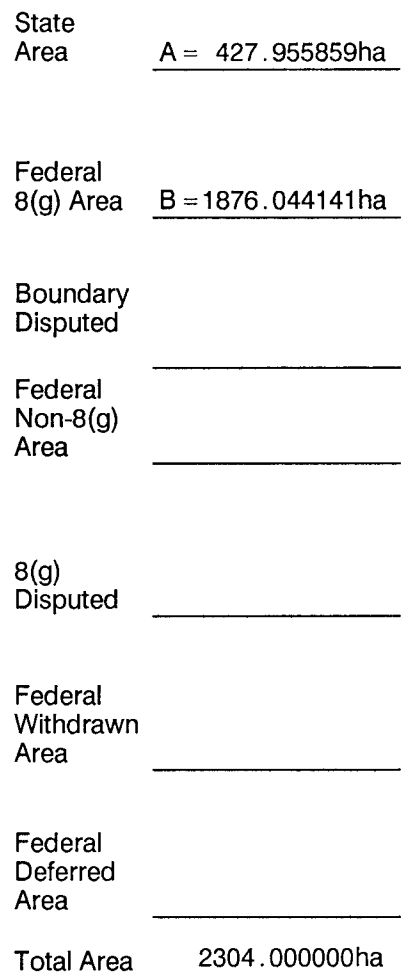 State
Area A = 427.955859ha
Federal
8(g) Area B =1876.044141ha
Boundary
Disputed
Federal
Non-8(g)
Area
8(g)
Disputed
Federal
Withdrawn
Area
Federal
Deferred
Area
Total Area 2304.000000ha